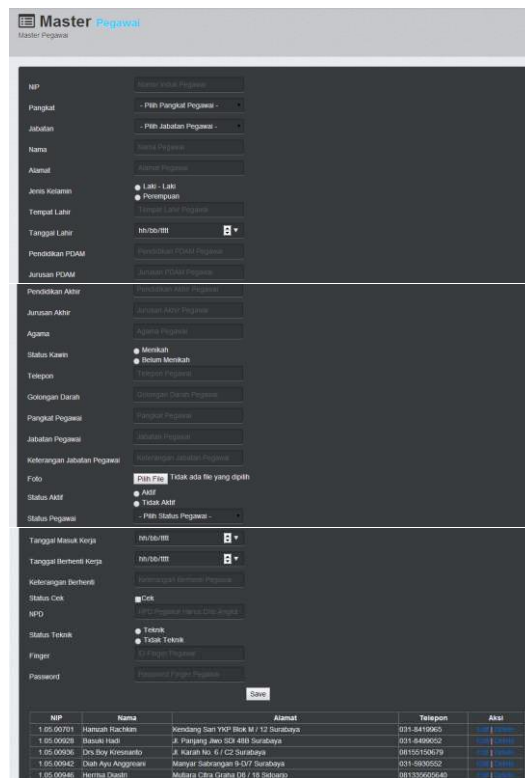 Master Pegawai
Master Pegawai
NIP
Pangkat - Pilih Pangkat Pegawai -
Jabatan - Pilih Jabatan Pegawai -
Nama Nama Pegawai
Alamat Alamat Pegawai
Jenis Kelamin Laki - Laki
Perempuan
Tempat Lahir Tempat Lahir Pegawai
Tanggal Lahir hh/bb/tttt
Pendidikan PDAM Pendidikan PDAM Pegawai
Jurusan PDAM Jurusan PDAM Pegawai
Pendidikan Akhir Pendidikan Akhir Pegawai
Jurusan Akhir Jurusan Akhir Pegawai
Agama Agama Pegawai
Status Kawin Menikah
Belum Menikah
Telepon Telepon Pegawai
Golongan Darah Golongan Darah Pegawai
Pangkat Pegawai Pangkat Pegawai
Jabatan Pegawai Jabatan Pegawai
Keterangan Jabatan Pegawai Keterangan Jabatan Pegawai
Foto Pilih File Tidak ada file yang dipilih
Status Aktif Aktif
Tidak Aktif
Status Pegawai - Pilih Status Pegawai -
Tanggal Masuk Kerja hh/bb/tttt
Tanggal Berhenti Kerja hh/bb/tttt
Keterangan Berhenti Keterangan Berhenti Pegawai
Status Cek Cek
NPD
Status Teknik Teknik
Tidak Teknik
Finger
Password
Save
NIP Nama Alamat Telepon Aksi
1.05.00701 Hamzah Rachkim Kendang Sari YKP Blok M / 12 Surabaya 031-8419965
1.05.00928 Basuki Hadi Jl. Panjang Jiwo SDI 48B Surabaya 031-8499052
1.05.00936 Drs.Boy Kresnanto Jl. Karah No. 6 / C2 Surabaya 08155150679
1.05.00942 Diah Ayu Anggreani Manyar Sabrangan 9-D/7 Surabaya 031-5930552
1.05.00946 Herma Diastri Mutiara Citra Graha D6 / 16 Sidoarjo 081335605640